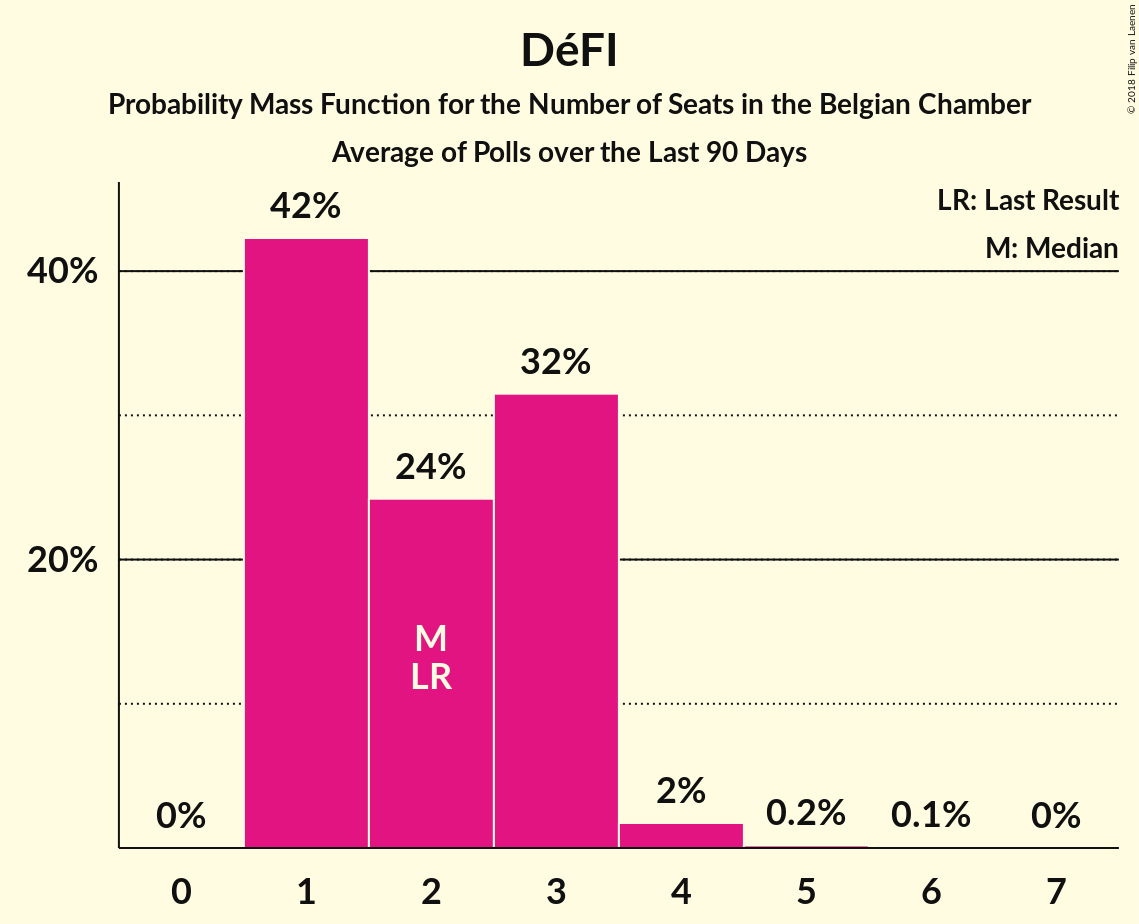 DéFI
Probability Mass Function for the Number of Seats in the Belgian Chamber
Average of Polls over the Last 90 Days
© 2018 Filip van Laenen
LR: Last Result
M: Median
42%
40%
32%
24%
20%
M
LR
0%
2%
0.2%
0.1%
0%
0 1 2 3 4 5 6 7